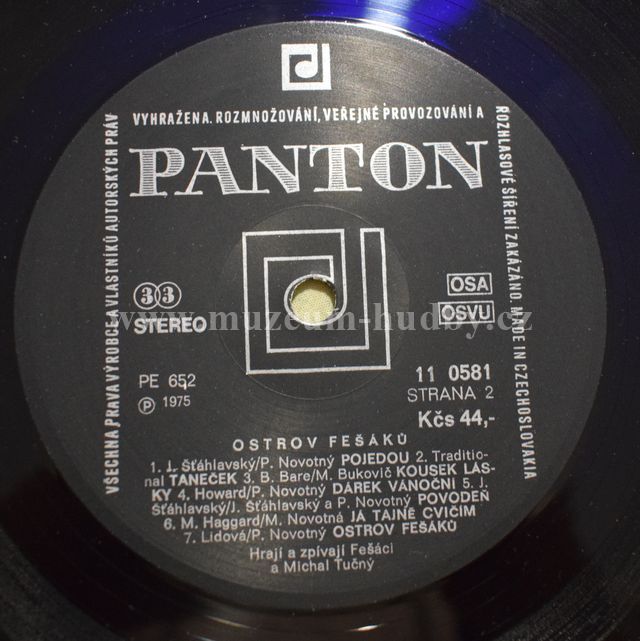 VŠECHNA PRÁVA VÝROBCE A VLASTNÍKŮ AUTORSKÝCH PRÁV
VYHRAŽENA. ROZMNOŽOVÁNÍ, VEŘEJNÉ PROVOZOVÁNÍ A
ROZHLASOVÉ ŠÍŘENÍ ZAKÁZÁNO. MADE IN CZECHOSLOVAKIA
PANTON
33
STEREO
OSA
OSVU
www.muzeum-hudby.cz
PE 652
℗ 1975
11 0581
STRANA 2
Kčs 44,-
OSTROV FEŠÁKŮ
1. J. Šťáhlavský/P. Novotný POJEDOU 2. Traditio-
nal TANEČEK 3. B. Bare/M. Bukovič KOUSEK LÁS-
KY 4. Howard/P. Novotný DÁREK VÁNOČNÍ 5. J.
Šťáhlavský/J. Šťáhlavský a P. Novotný POVODEŇ
6. M. Haggard/M. Novotná JÁ TAJNĚ CVIČÍM
7. Lidová/P. Novotný OSTROV FEŠÁKŮ
Hrají a zpívají Fešáci
a Michal Tučný